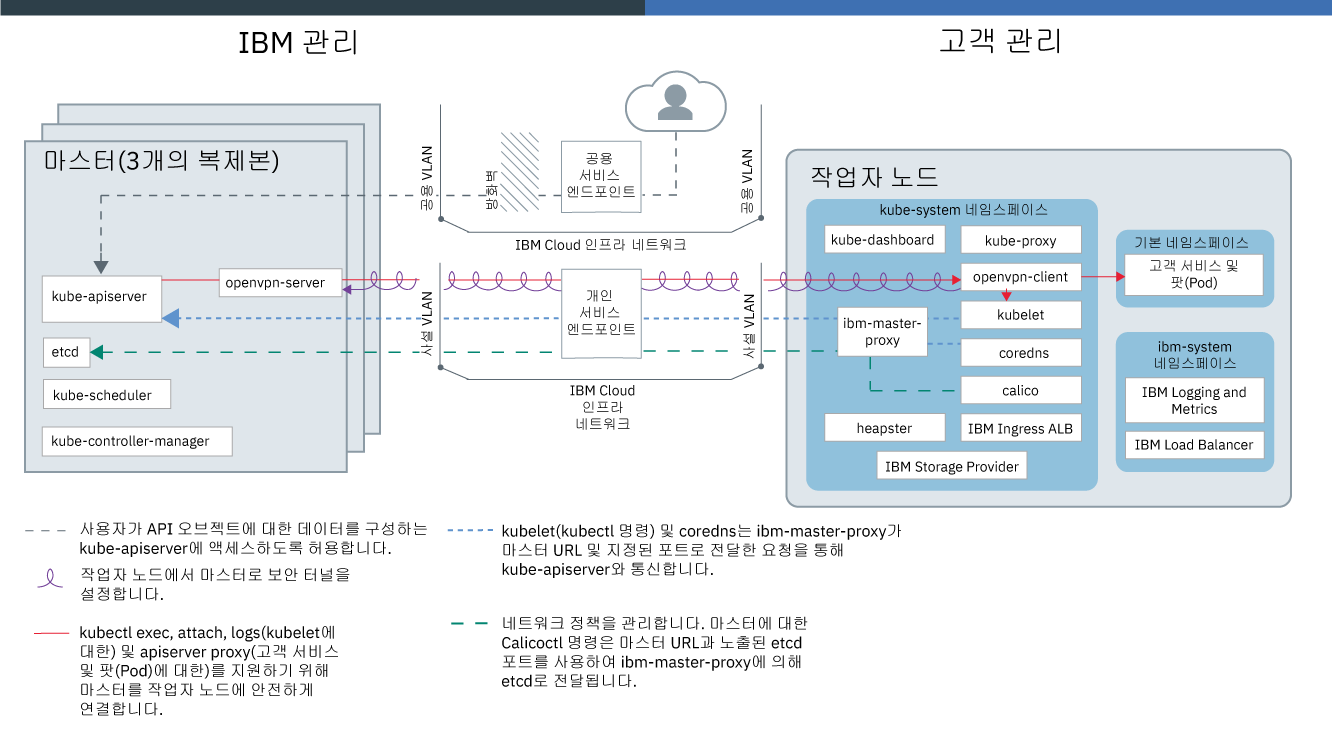 IBM 관리
고객 관리
마스터(3개의 복제본)
kube-apiserver
openvpn-server
etcd
kube-scheduler
kube-controller-manager
공용 VLAN
방화벽
공용
서비스
엔드포인트
공용 VLAN
IBM Cloud 인프라 네트워크
사설 VLAN
개인
서비스
엔드포인트
사설 VLAN
IBM Cloud
인프라
네트워크
작업자 노드
kube-system 네임스페이스
kube-dashboard
kube-proxy
openvpn-client
kubelet
ibm-master-
proxy
coredns
calico
heapster
IBM Ingress ALB
IBM Storage Provider
기본 네임스페이스
고객 서비스 및
팟(Pod)
ibm-system
네임스페이스
IBM Logging and
Metrics
IBM Load Balancer
사용자가 API 오브젝트에 대한 데이터를 구성하는
kube-apiserver에 액세스하도록 허용합니다.
작업자 노드에서 마스터로 보안 터널을
설정합니다.
kubectl exec, attach, logs(kubelet에
대한) 및 apiserver proxy(고객 서비스
및 팟(Pod)에 대한)를 지원하기 위해
마스터를 작업자 노드에 안전하게
연결합니다.
kubelet(kubectl 명령) 및 coredns는 ibm-master-proxy가
마스터 URL 및 지정된 포트로 전달한 요청을 통해
kube-apiserver와 통신합니다.
네트워크 정책을 관리합니다. 마스터에 대한
Calicoctl 명령은 마스터 URL과 노출된 etcd
포트를 사용하여 ibm-master-proxy에 의해
etcd로 전달됩니다.